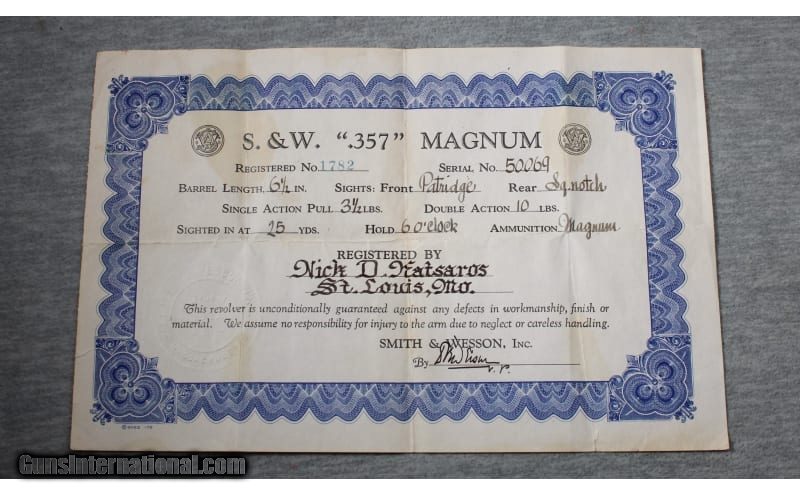 S. & W. ".357" MAGNUM
REGISTERED No. 1782 SERIAL No. 50069
BARREL LENGTH, 6½ IN. SIGHTS: Front Patridge Rear Sq. notch
SINGLE ACTION PULL 3½ LBS. DOUBLE ACTION 10 LBS.
SIGHTED IN AT 25 YDS. HOLD 6 o'clock AMMUNITION Magnum
REGISTERED BY
Nick D. Katsaros
St. Louis, Mo.
This revolver is unconditionally guaranteed against any defects in workmanship, finish or
material. We assume no responsibility for injury to the arm due to neglect or careless handling.
SMITH & WESSON, Inc.
By
V. P.
GunsInternational.com